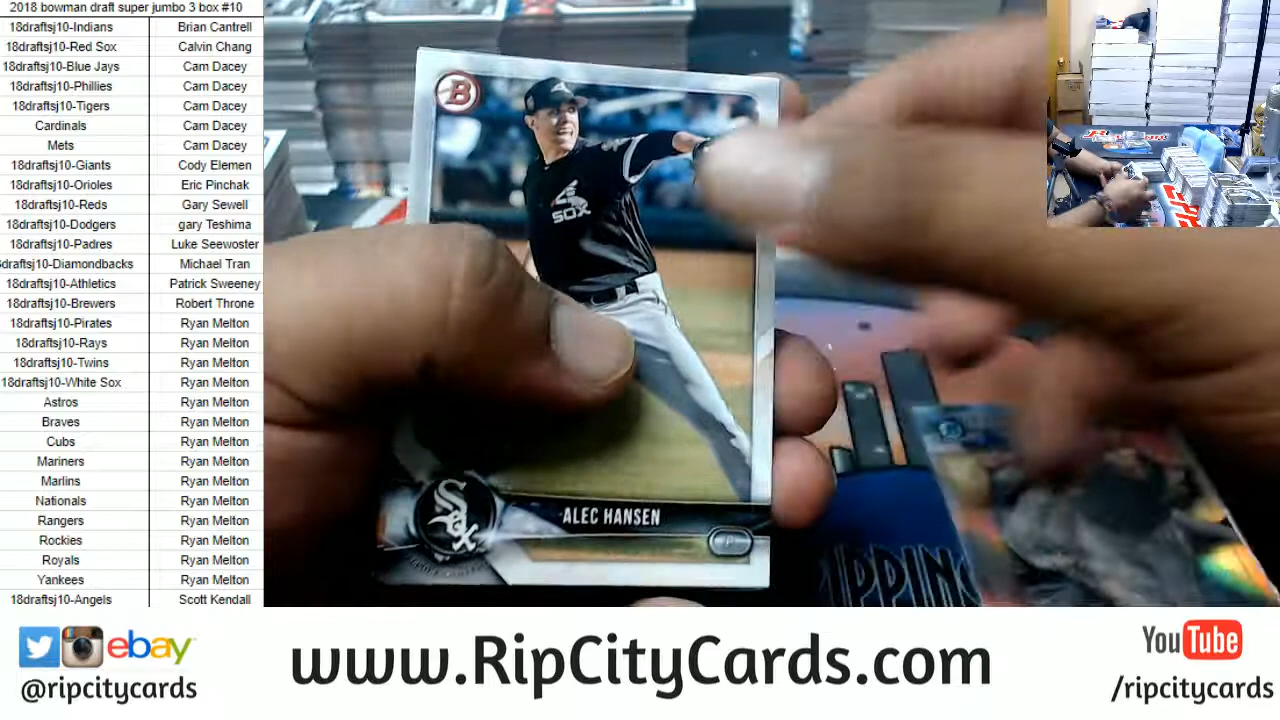 2018 bowman draft super jumbo 3 box #10
18draftsj10-Indians Brian Cantrell
18draftsj10-Red Sox Calvin Chang
18draftsj10-Blue Jays Cam Dacey
18draftsj10-Phillies Cam Dacey
18draftsj10-Tigers Cam Dacey
Cardinals Cam Dacey
Mets Cam Dacey
18draftsj10-Giants Cody Elemen
18draftsj10-Orioles Eric Pinchak
18draftsj10-Reds Gary Sewell
18draftsj10-Dodgers gary Teshima
18draftsj10-Padres Luke Seewoster
8draftsj10-Diamondbacks Michael Tran
18draftsj10-Athletics Patrick Sweeney
18draftsj10-Brewers Robert Throne
18draftsj10-Pirates Ryan Melton
18draftsj10-Rays Ryan Melton
18draftsj10-Twins Ryan Melton
18draftsj10-White Sox Ryan Melton
Astros Ryan Melton
Braves Ryan Melton
Cubs Ryan Melton
Mariners Ryan Melton
Marlins Ryan Melton
Nationals Ryan Melton
Rangers Ryan Melton
Rockies Ryan Melton
Royals Ryan Melton
Yankees Ryan Melton
18draftsj10-Angels Scott Kendall
B
SOX
Sox
ALEC HANSEN
P
IPPING
ebay
@ripcitycards
www.RipCityCards.com
YouTube
/ripcitycards